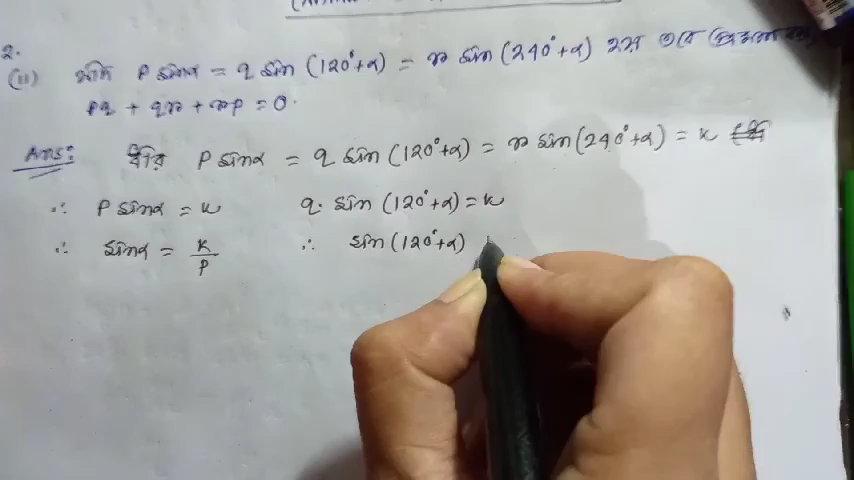 2.
(ii) যদি P sinα = q sin(120°+α) = r sin(240°+α) হয় তবে প্রমাণ
pq + qr + rp = 0.
Ans: ধরি P sinα = q sin(120°+α) = r sin(240°+α) = k
∴ P sinα = k q. sin(120°+α) = k
∴ sinα = k/P ∴ sin(120°+α)